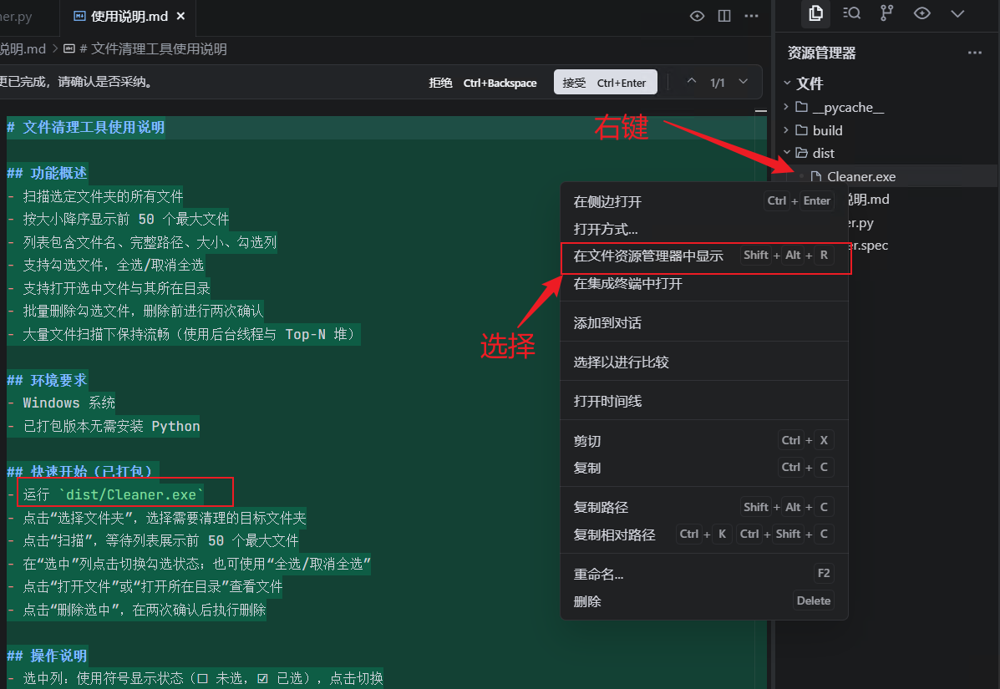 ner.py
使用说明.md
说明.md > # 文件清理工具使用说明
更已完成，请确认是否采纳。
拒绝 Ctrl+Backspace
接受 Ctrl+Enter
1/1
# 文件清理工具使用说明
## 功能概述
- 扫描选定文件夹的所有文件
- 按大小降序显示前 50 个最大文件
- 列表包含文件名、完整路径、大小、勾选列
- 支持勾选文件，全选/取消全选
- 支持打开选中文件与其所在目录
- 批量删除勾选文件，删除前进行两次确认
- 大量文件扫描下保持流畅（使用后台线程与 Top-N 堆）
## 环境要求
- Windows 系统
- 已打包版本无需安装 Python
## 快速开始（已打包）
- 运行 `dist/Cleaner.exe`
- 点击“选择文件夹”，选择需要清理的目标文件夹
- 点击“扫描”，等待列表展示前 50 个最大文件
- 在“选中”列点击切换勾选状态；也可使用“全选/取消全选”
- 点击“打开文件”或“打开所在目录”查看文件
- 点击“删除选中”，在两次确认后执行删除
## 操作说明
- 选中列：使用符号显示状态（☐ 未选，☑ 已选），点击切换
右键
选择
在侧边打开 Ctrl + Enter
打开方式...
在文件资源管理器中显示 Shift + Alt + R
在集成终端中打开
添加到对话
选择以进行比较
打开时间线
剪切 Ctrl + X
复制 Ctrl + C
复制路径 Shift + Alt + C
复制相对路径 Ctrl + K Ctrl + Shift + C
重命名... F2
删除 Delete
资源管理器
文件
__pycache__
build
dist
Cleaner.exe
说明.md
er.py
er.spec